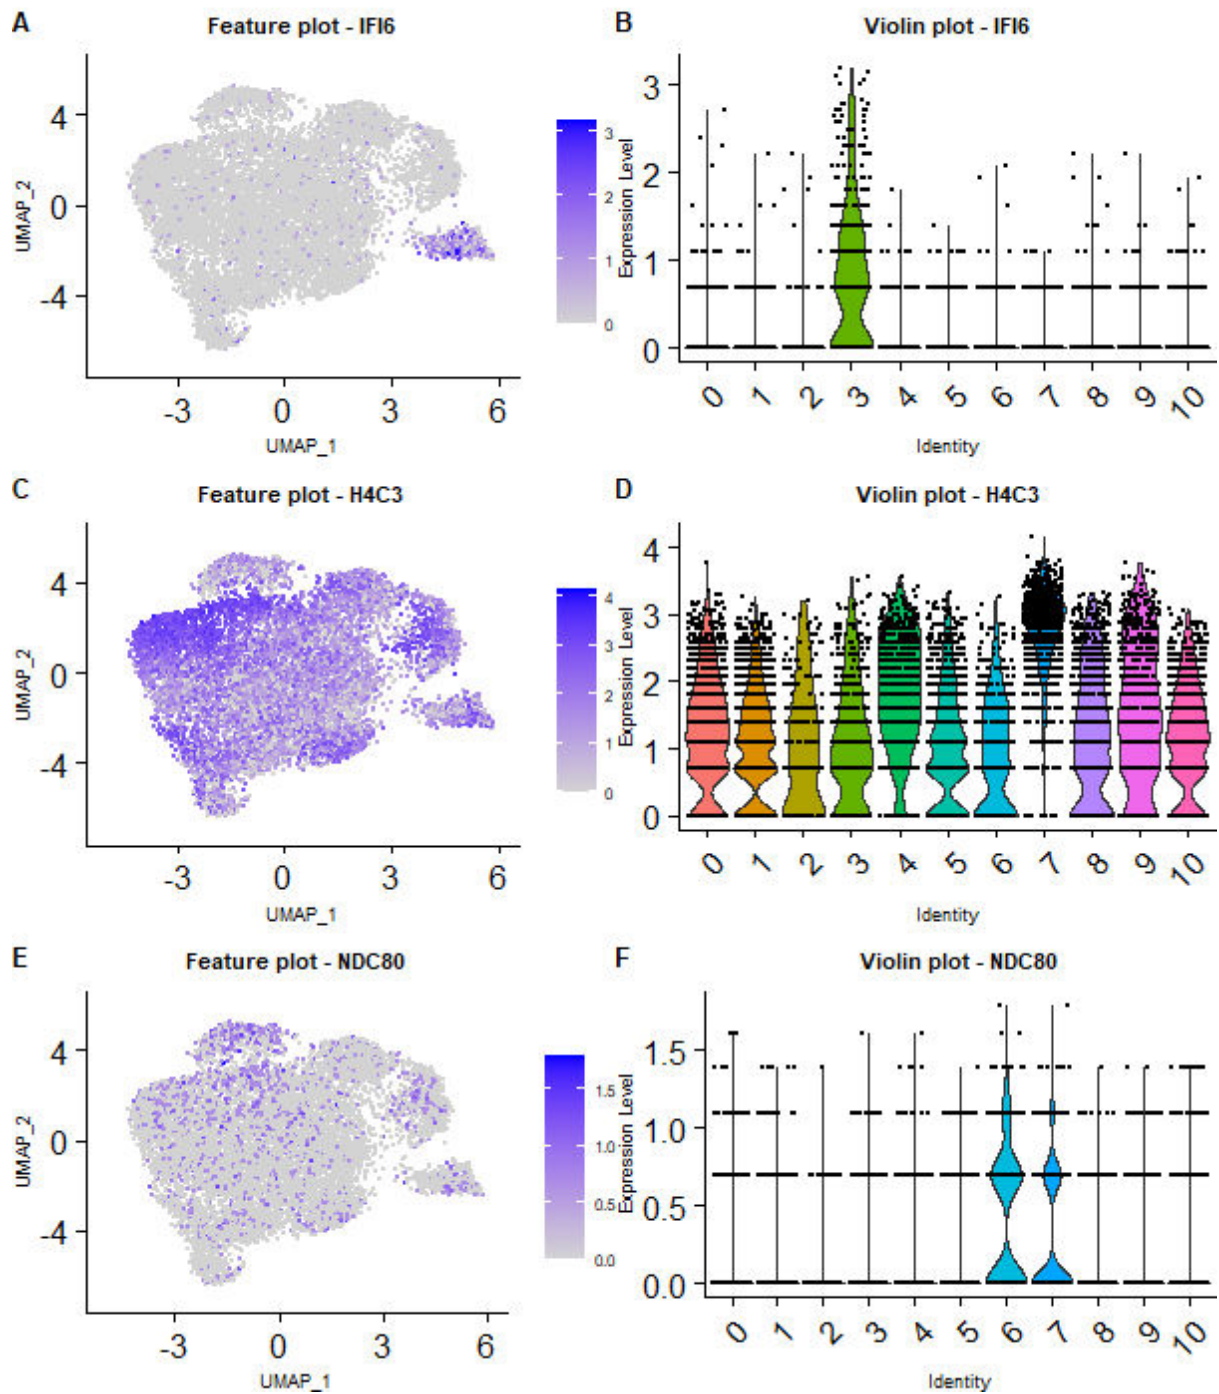 A
Feature plot - IFI6
UMAP_2
4
0
-4
-3
0
3
6
UMAP_1
3
2
1
0
B
Violin plot - IFI6
Expression Level
3
2
1
0
0 1 2 3 4 5 6 7 8 9 10
Identity
C
Feature plot - H4C3
UMAP_2
4
0
-4
-3
0
3
6
UMAP_1
4
3
2
1
0
D
Violin plot - H4C3
Expression Level
4
3
2
1
0
0 1 2 3 4 5 6 7 8 9 10
Identity
E
Feature plot - NDC80
UMAP_2
4
0
-4
-3
0
3
6
UMAP_1
1.5
1.0
0.5
0.0
F
Violin plot - NDC80
Expression Level
1.5
1.0
0.5
0.0
0 1 2 3 4 5 6 7 8 9 10
Identity